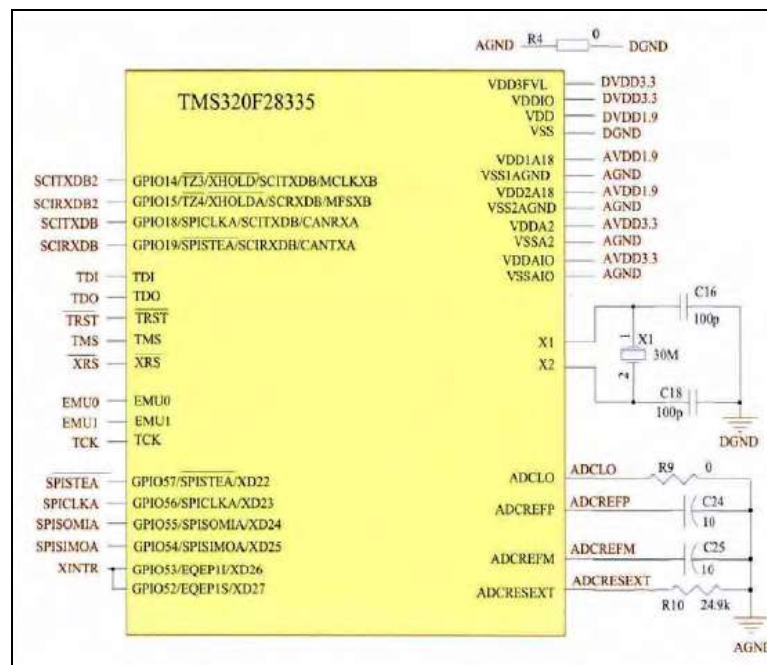 AGND R4 0 DGND
TMS320F28335
VDD3FVL DVDD3.3
VDDIO DVDD3.3
VDD DVDD1.9
VSS DGND
VDD1A18 AVDD1.9
VSS1AGND AGND
VDD2A18 AVDD1.9
VSS2AGND AGND
VDDA2 AVDD3.3
VSSA2 AGND
VDDAIO AVDD3.3
VSSAIO AGND
SCITXDB2 GPIO14/TZ3/XHOLD/SCITXDB/MCLKXB
SCIRXDB2 GPIO15/TZ4/XHOLDA/SCRXDB/MFSXB
SCITXDB GPIO18/SPICLKA/SCITXDB/CANRXA
SCIRXDB GPIO19/SPISTEA/SCIRXDB/CANTXA
TDI TDI
TDO TDO
TRST TRST
TMS TMS
XRS XRS
EMU0 EMU0
EMU1 EMU1
TCK TCK
X1
X2
C16
100p
1 X1
30M
2
C18
100p
DGND
SPISTEA GPIO57/SPISTEA/XD22
SPICLKA GPIO56/SPICLKA/XD23
SPISOMIA GPIO55/SPISOMIA/XD24
SPISIMOA GPIO54/SPISIMOA/XD25
XINTR GPIO53/EQEP1I/XD26
GPIO52/EQEP1S/XD27
ADCLO ADCLO R9 0
ADCREFP ADCREFP C24
10
ADCREFM ADCREFM C25
10
ADCRESEXT ADCRESEXT
R10 24.9k
AGND